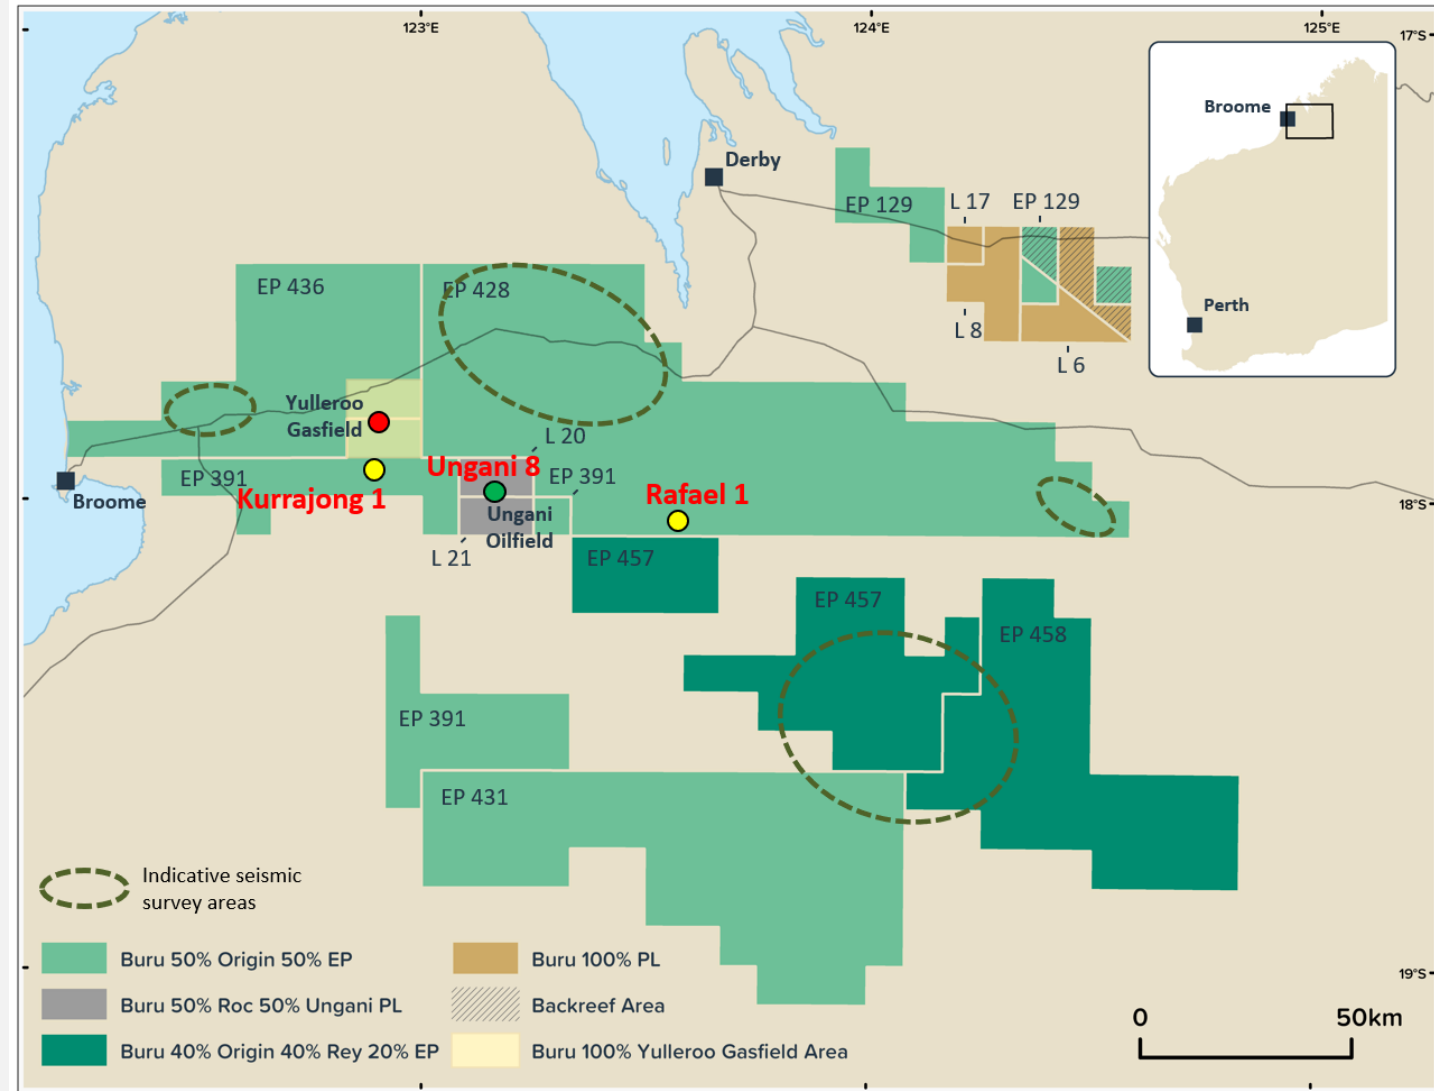 123°E
124°E
125°E
17°S
Broome
Perth
Derby
EP 129
L 17
EP 129
L 8
L 6
EP 436
EP 428
Yulleroo
Gasfield
L 20
EP 391
Ungani 8
EP 391
Kurrajong 1
Rafael 1
Broome
Ungani
Oilfield
18°S
L 21
EP 457
EP 457
EP 458
EP 391
EP 431
Indicative seismic
survey areas
Buru 50% Origin 50% EP
Buru 100% PL
19°S
Buru 50% Roc 50% Ungani PL
Backreef Area
0 50km
Buru 40% Origin 40% Rey 20% EP
Buru 100% Yulleroo Gasfield Area